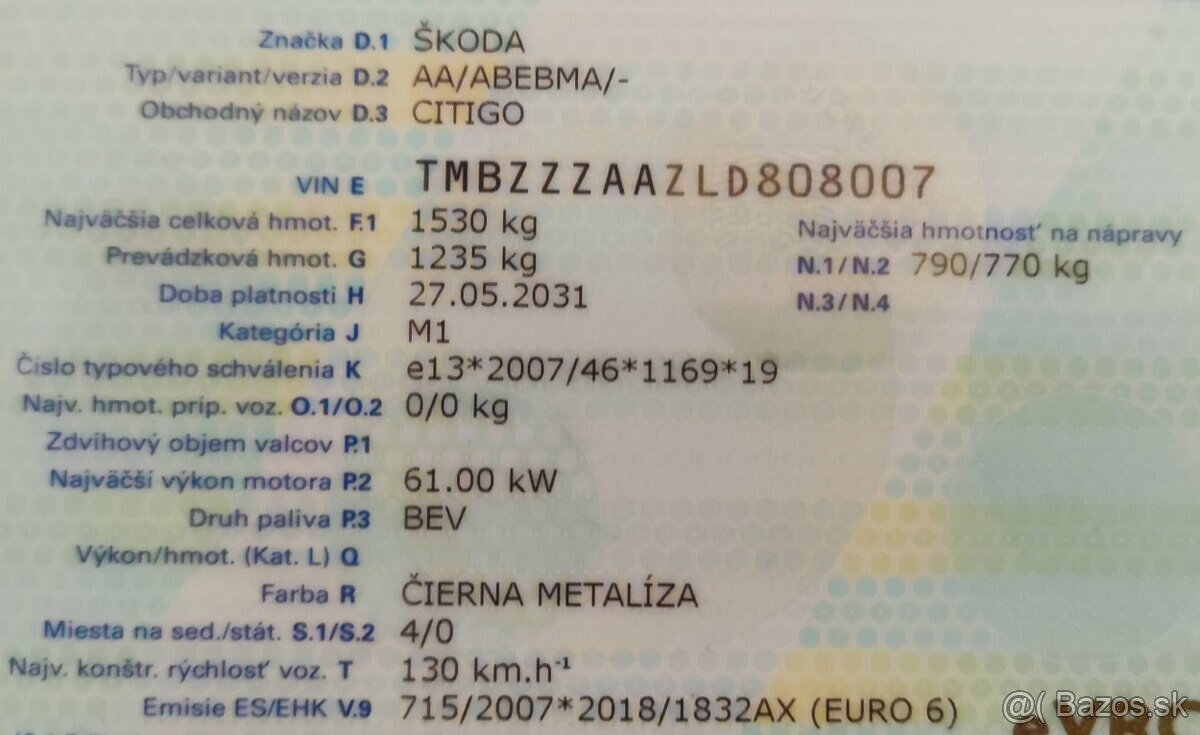 Značka D.1 ŠKODA
Typ/variant/verzia D.2 AA/ABEBMA/-
Obchodný názov D.3 CITIGO
VIN E TMBZZZAAZLD808007
Najväčšia celková hmot. F.1 1530 kg
Najväčšia hmotnosť na nápravy
Prevádzková hmot. G 1235 kg
N.1/N.2 790/770 kg
Doba platnosti H 27.05.2031
N.3/N.4
Kategória J M1
Číslo typového schválenia K e13*2007/46*1169*19
Najv. hmot. príp. voz. O.1/O.2 0/0 kg
Zdvihový objem valcov P.1
Najväčší výkon motora P.2 61.00 kW
Druh paliva P.3 BEV
Výkon/hmot. (Kat. L) Q
Farba R ČIERNA METALÍZA
Miesta na sed./stát. S.1/S.2 4/0
Najv. konštr. rýchlosť voz. T 130 km.h⁻¹
Emisie ES/EHK V.9 715/2007*2018/1832AX (EURO 6)
@( Bazos.sk